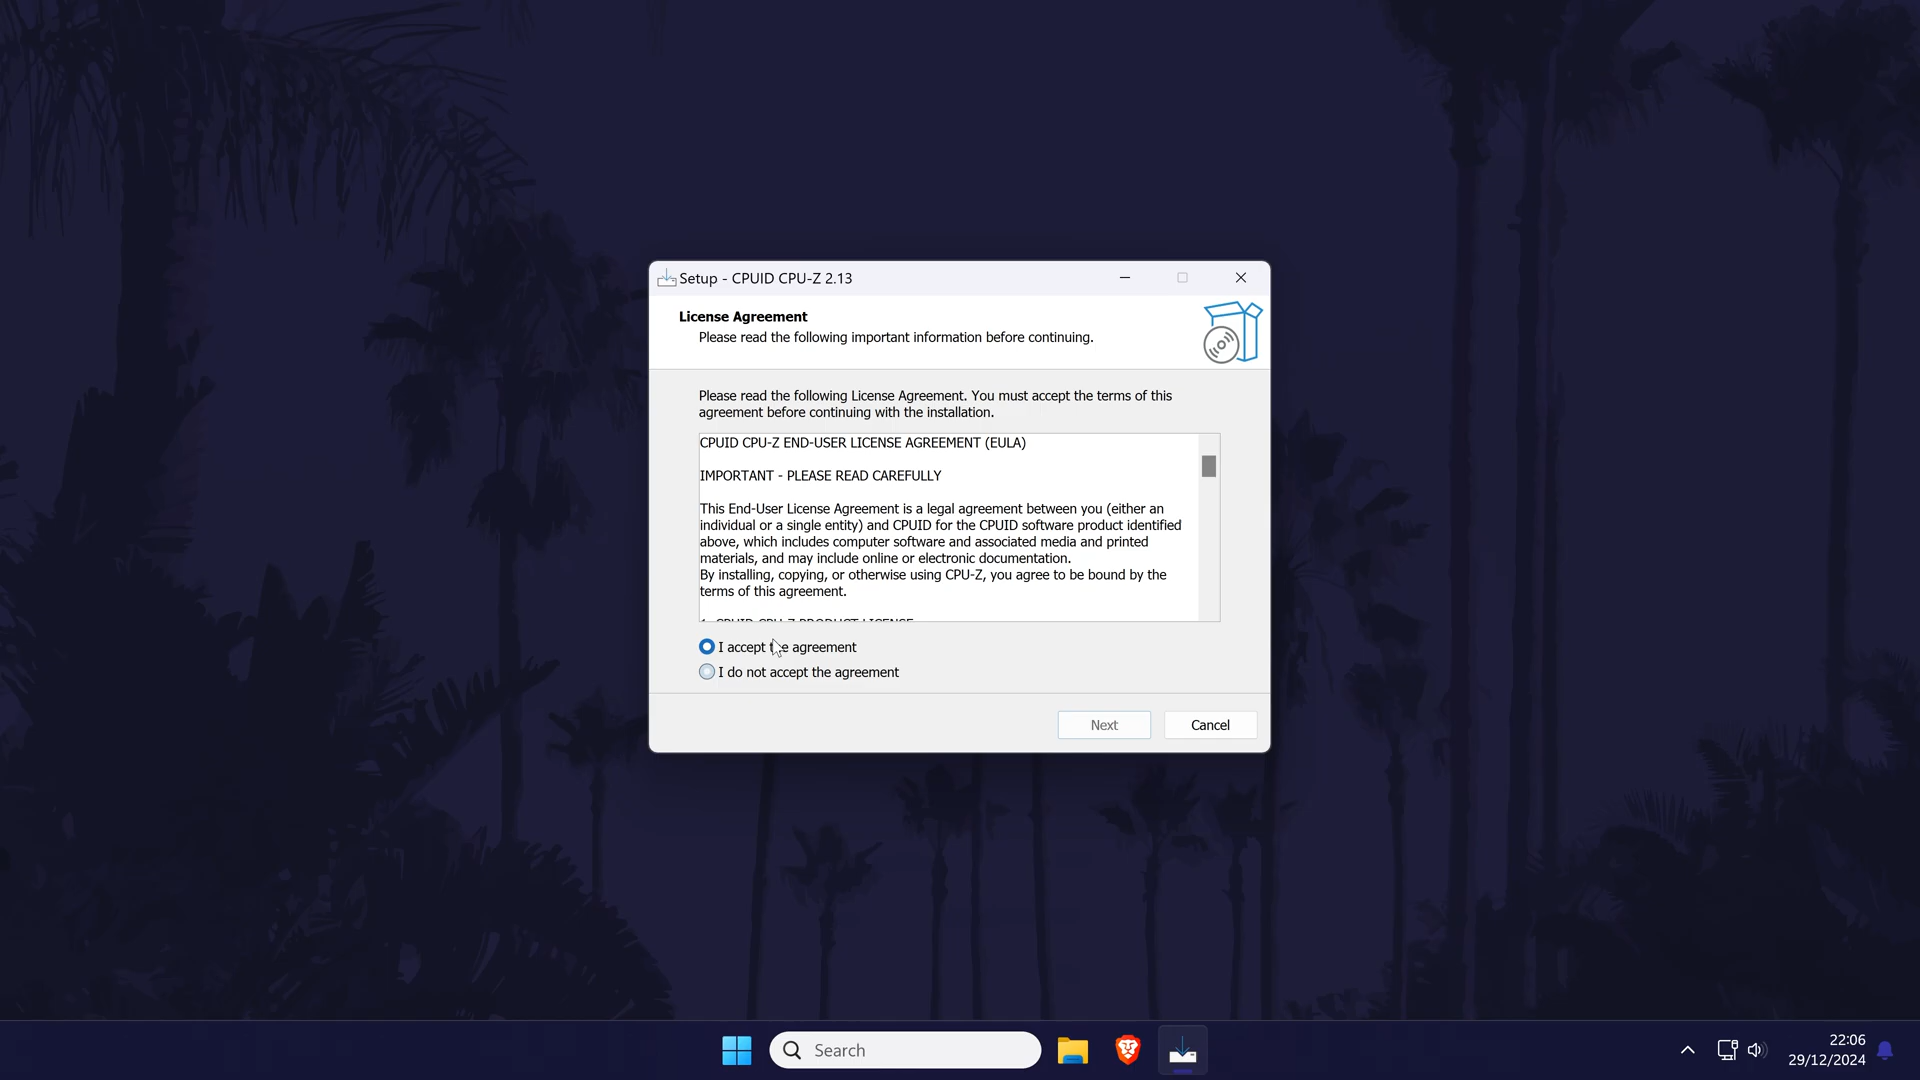 Setup - CPUID CPU-Z 2.13
License Agreement
Please read the following important information before continuing.
Please read the following License Agreement. You must accept the terms of this
agreement before continuing with the installation.
CPUID CPU-Z END-USER LICENSE AGREEMENT (EULA)
IMPORTANT - PLEASE READ CAREFULLY
This End-User License Agreement is a legal agreement between you (either an
individual or a single entity) and CPUID for the CPUID software product identified
above, which includes computer software and associated media and printed
materials, and may include online or electronic documentation.
By installing, copying, or otherwise using CPU-Z, you agree to be bound by the
terms of this agreement.
1. CPUID CPU-Z PRODUCT LICENSE
I accept the agreement
I do not accept the agreement
Next
Cancel
Search
22:06
29/12/2024